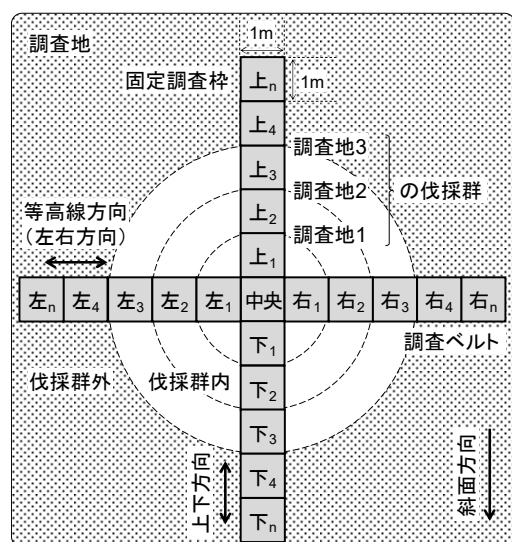 調査地
1m
固定調査枠
1m
上n
上4
上3
上2
上1
調査地3
調査地2
調査地1
の伐採群
等高線方向
(左右方向)
左n 左4 左3 左2 左1 中央 右1 右2 右3 右4 右n
下1
下2
下3
下4
下n
調査ベルト
伐採群外
伐採群内
上下方向
斜面方向